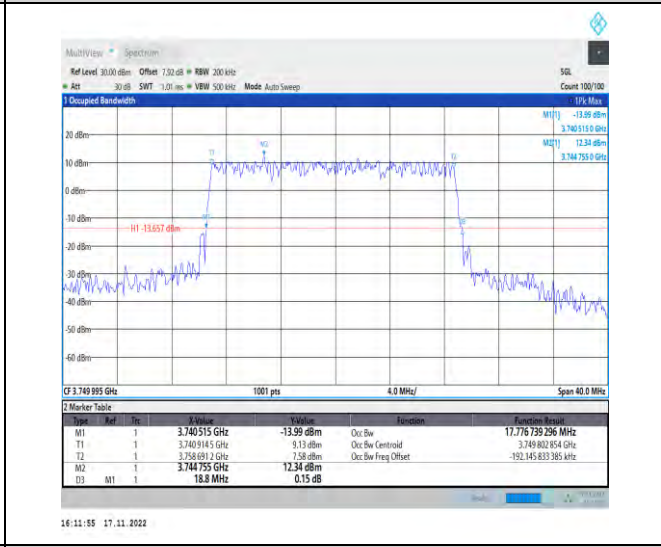 MultiView Spectrum
Ref Level 30.00 dBm Offset 7.92 dB RBW 200 kHz SGL
Att 30 dB SWT 1.01 ms VBW 500 kHz Mode Auto Sweep Count 100/100
1 Occupied Bandwidth 1Pk Max
M1[1] -13.99 dBm
3.740 515 0 GHz
M2[1] 12.34 dBm
3.744 755 0 GHz
20 dBm
M2
T1
T2
10 dBm
0 dBm
-10 dBm
M1
D3
H1 -13.657 dBm
-20 dBm
-30 dBm
-40 dBm
-50 dBm
-60 dBm
CF 3.749 995 GHz 1001 pts 4.0 MHz/ Span 40.0 MHz
2 Marker Table
Type Ref Trc X-Value Y-Value Function Function Result
M1 1 3.740 515 GHz -13.99 dBm Occ Bw 17.776 739 296 MHz
T1 1 3.740 914 5 GHz 9.13 dBm Occ Bw Centroid 3.749 802 854 GHz
T2 1 3.758 691 2 GHz 7.58 dBm Occ Bw Freq Offset -192.145 833 385 kHz
M2 1 3.744 755 GHz 12.34 dBm
D3 M1 1 18.8 MHz 0.15 dB
16:11:55 17.11.2022